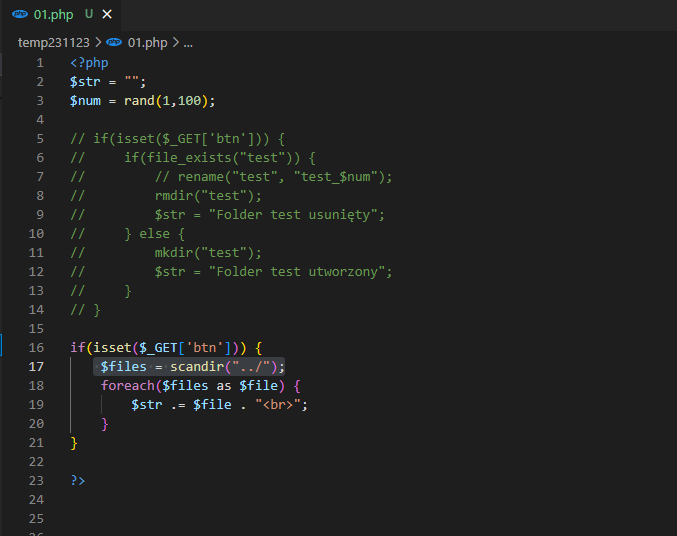 01.php U
temp231123 > 01.php > ...
1 <?php
2 $str = "";
3 $num = rand(1,100);
4
5 // if(isset($_GET['btn'])) {
6 //     if(file_exists("test")) {
7 //         // rename("test", "test_$num");
8 //         rmdir("test");
9 //         $str = "Folder test usunięty";
10 //     } else {
11 //         mkdir("test");
12 //         $str = "Folder test utworzony";
13 //     }
14 // }
15
16 if(isset($_GET['btn'])) {
17     $files = scandir("../");
18     foreach($files as $file) {
19         $str .= $file . "<br>";
20     }
21 }
22
23 ?>
24
25